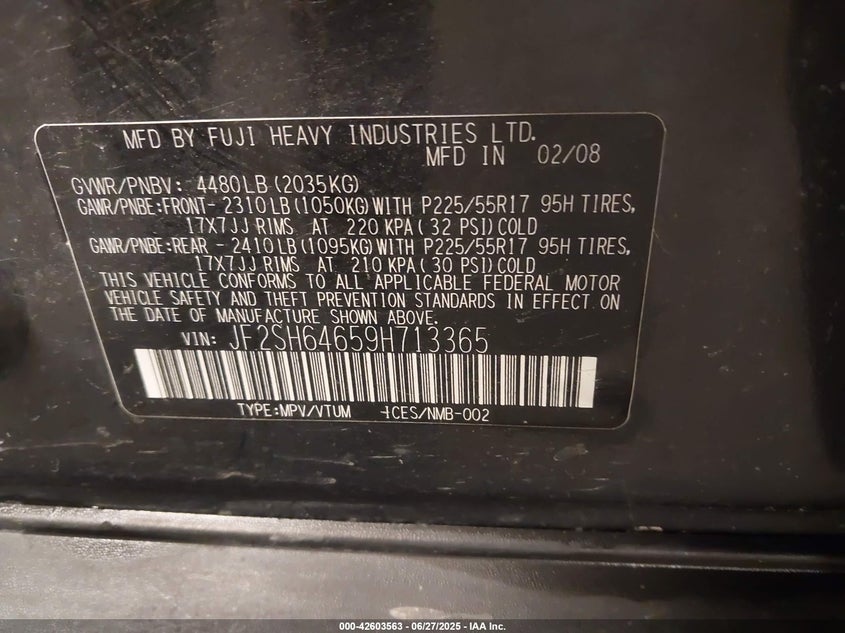 MFD BY FUJI HEAVY INDUSTRIES LTD.
MFD IN 02/08
GVWR/PNBV: 4480LB (2035KG)
GAWR/PNBE:FRONT- 2310LB (1050KG) WITH P225/55R17 95H TIRES,
17X7JJ RIMS AT 220 KPA ( 32 PSI) COLD
GAWR/PNBE:REAR - 2410LB (1095KG) WITH P225/55R17 95H TIRES,
17X7JJ RIMS AT 210 KPA ( 30 PSI) COLD
THIS VEHICLE CONFORMS TO ALL APPLICABLE FEDERAL MOTOR
VEHICLE SAFETY AND THEFT PREVENTION STANDARDS IN EFFECT ON
THE DATE OF MANUFACTURE SHOWN ABOVE.
VIN: JF2SH64659H713365
TYPE:MPV/VTUM ICES/NMB-002
000-42603563 - 06/27/2025 - IAA Inc.